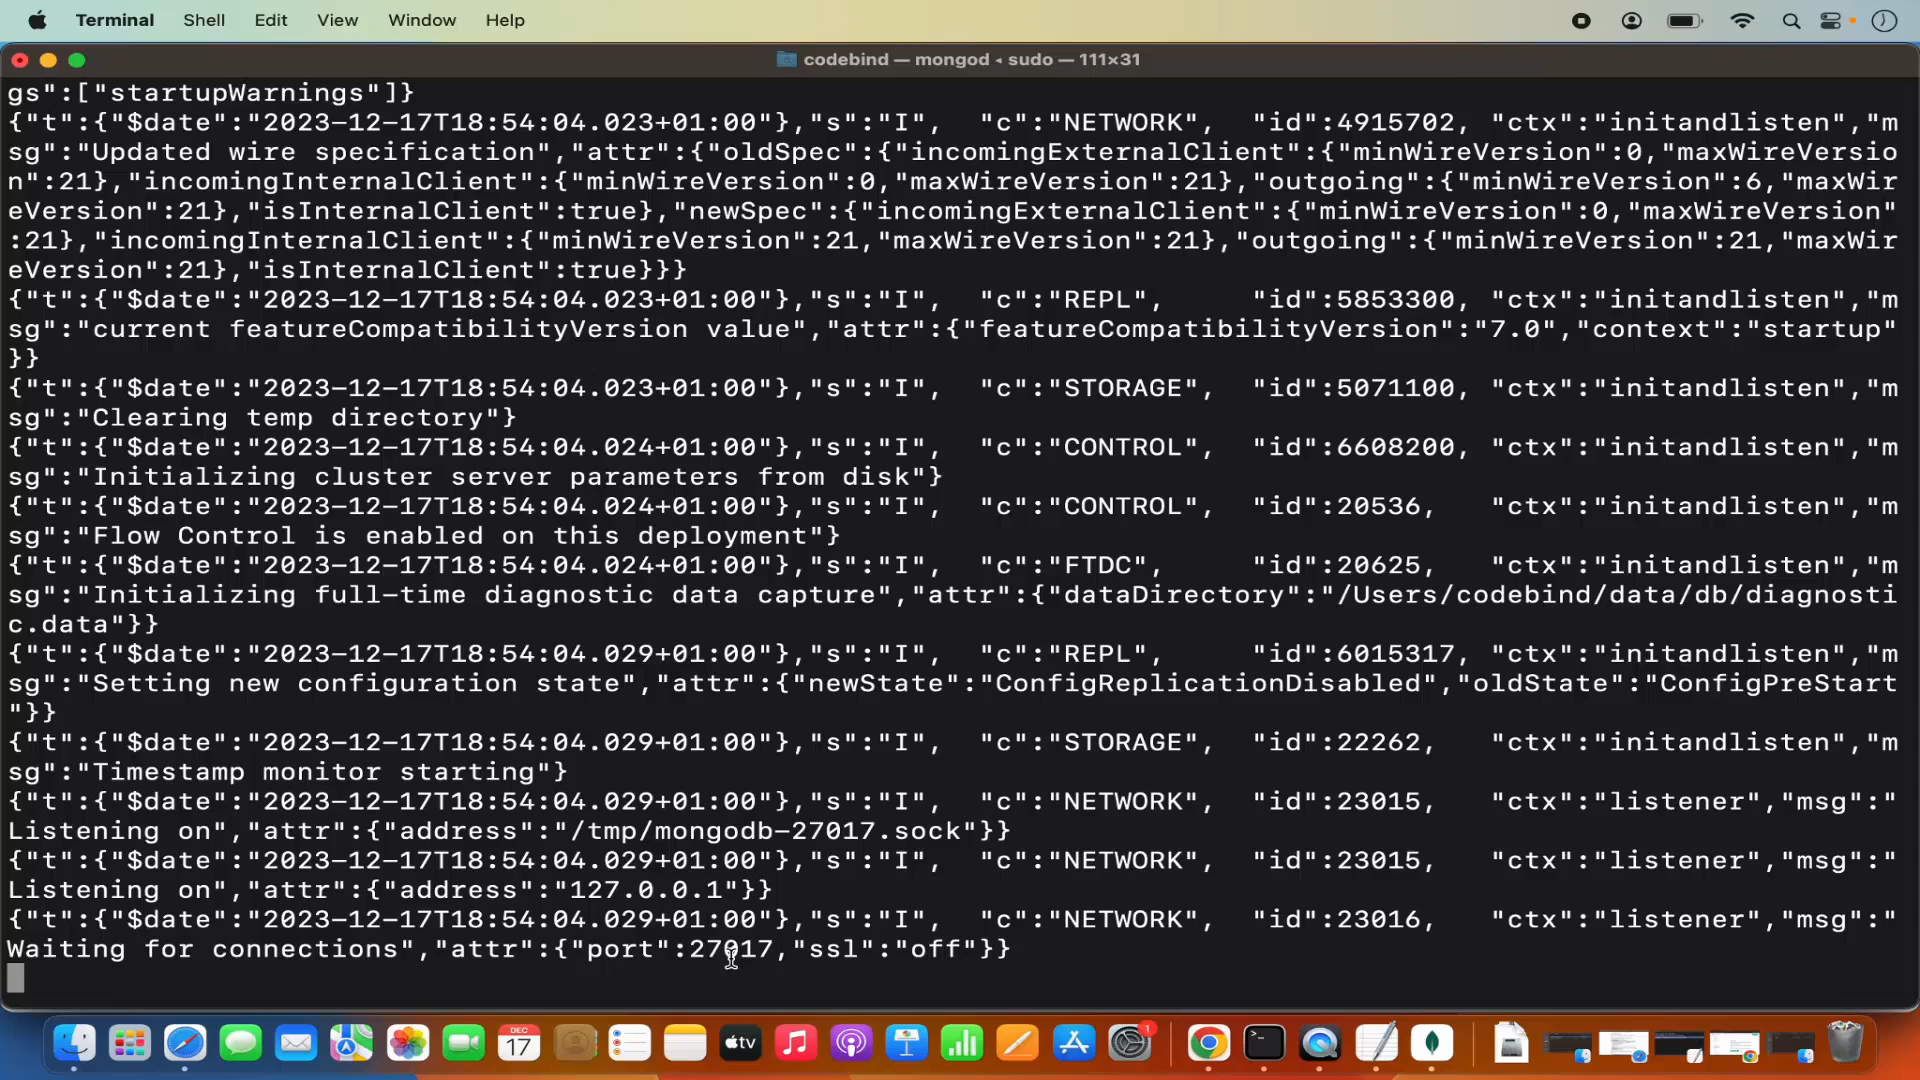 Terminal Shell Edit View Window Help
codebind — mongod ◂ sudo — 111×31
gs":["startupWarnings"]}
{"t":{"$date":"2023-12-17T18:54:04.023+01:00"},"s":"I",  "c":"NETWORK",  "id":4915702, "ctx":"initandlisten","m
sg":"Updated wire specification","attr":{"oldSpec":{"incomingExternalClient":{"minWireVersion":0,"maxWireVersio
n":21},"incomingInternalClient":{"minWireVersion":0,"maxWireVersion":21},"outgoing":{"minWireVersion":6,"maxWir
eVersion":21},"isInternalClient":true},"newSpec":{"incomingExternalClient":{"minWireVersion":0,"maxWireVersion"
:21},"incomingInternalClient":{"minWireVersion":21,"maxWireVersion":21},"outgoing":{"minWireVersion":21,"maxWir
eVersion":21},"isInternalClient":true}}}
{"t":{"$date":"2023-12-17T18:54:04.023+01:00"},"s":"I",  "c":"REPL",     "id":5853300, "ctx":"initandlisten","m
sg":"current featureCompatibilityVersion value","attr":{"featureCompatibilityVersion":"7.0","context":"startup"
}}
{"t":{"$date":"2023-12-17T18:54:04.023+01:00"},"s":"I",  "c":"STORAGE",  "id":5071100, "ctx":"initandlisten","m
sg":"Clearing temp directory"}
{"t":{"$date":"2023-12-17T18:54:04.024+01:00"},"s":"I",  "c":"CONTROL",  "id":6608200, "ctx":"initandlisten","m
sg":"Initializing cluster server parameters from disk"}
{"t":{"$date":"2023-12-17T18:54:04.024+01:00"},"s":"I",  "c":"CONTROL",  "id":20536,   "ctx":"initandlisten","m
sg":"Flow Control is enabled on this deployment"}
{"t":{"$date":"2023-12-17T18:54:04.024+01:00"},"s":"I",  "c":"FTDC",     "id":20625,   "ctx":"initandlisten","m
sg":"Initializing full-time diagnostic data capture","attr":{"dataDirectory":"/Users/codebind/data/db/diagnosti
c.data"}}
{"t":{"$date":"2023-12-17T18:54:04.029+01:00"},"s":"I",  "c":"REPL",     "id":6015317, "ctx":"initandlisten","m
sg":"Setting new configuration state","attr":{"newState":"ConfigReplicationDisabled","oldState":"ConfigPreStart
"}}
{"t":{"$date":"2023-12-17T18:54:04.029+01:00"},"s":"I",  "c":"STORAGE",  "id":22262,   "ctx":"initandlisten","m
sg":"Timestamp monitor starting"}
{"t":{"$date":"2023-12-17T18:54:04.029+01:00"},"s":"I",  "c":"NETWORK",  "id":23015,   "ctx":"listener","msg":"
Listening on","attr":{"address":"/tmp/mongodb-27017.sock"}}
{"t":{"$date":"2023-12-17T18:54:04.029+01:00"},"s":"I",  "c":"NETWORK",  "id":23015,   "ctx":"listener","msg":"
Listening on","attr":{"address":"127.0.0.1"}}
{"t":{"$date":"2023-12-17T18:54:04.029+01:00"},"s":"I",  "c":"NETWORK",  "id":23016,   "ctx":"listener","msg":"
Waiting for connections","attr":{"port":27017,"ssl":"off"}}
DEC
17
tv
1